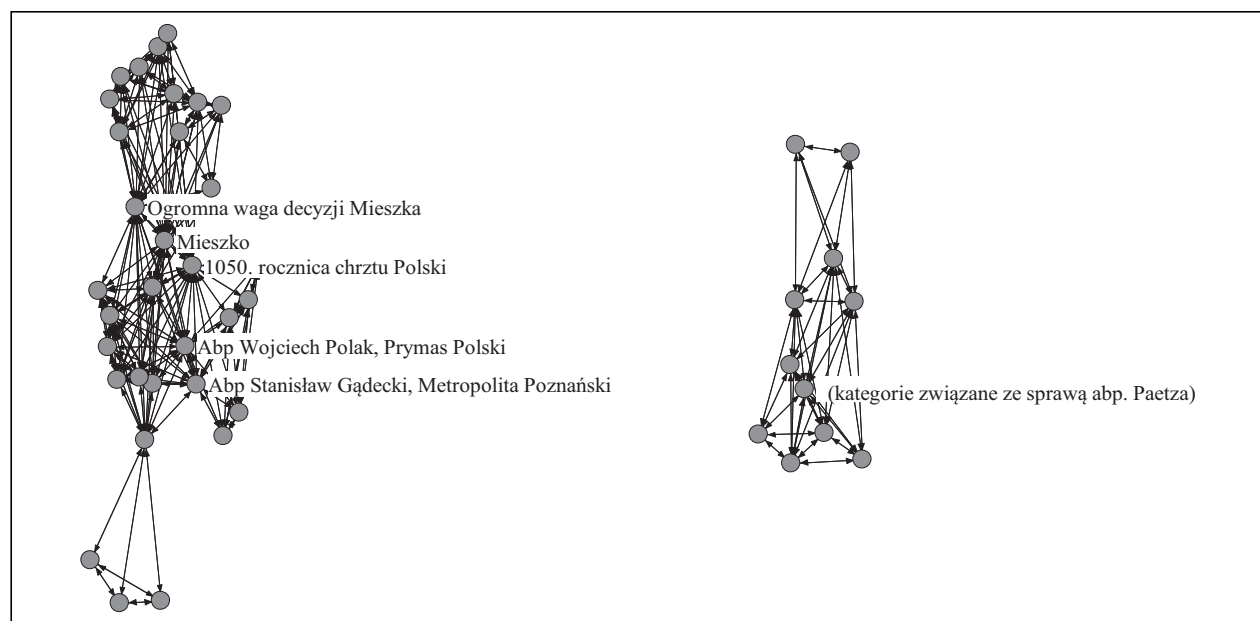 Ogromna waga decyzji Mieszka
Mieszko
1050. rocznica chrztu Polski
Abp Wojciech Polak, Prymas Polski
Abp Stanisław Gądecki, Metropolita Poznański
(kategorie związane ze sprawą abp. Paetza)